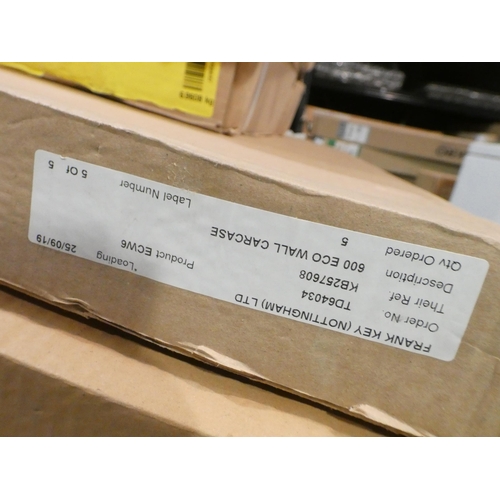 FRANK KEY (NOTTINGHAM) LTD
Order No. TD64034 *Loading 25/09/19
Their Ref KB257608 Product ECW6
Description 600 ECO WALL CARCASE
Qty Ordered 5 Label Number 5 Of 5